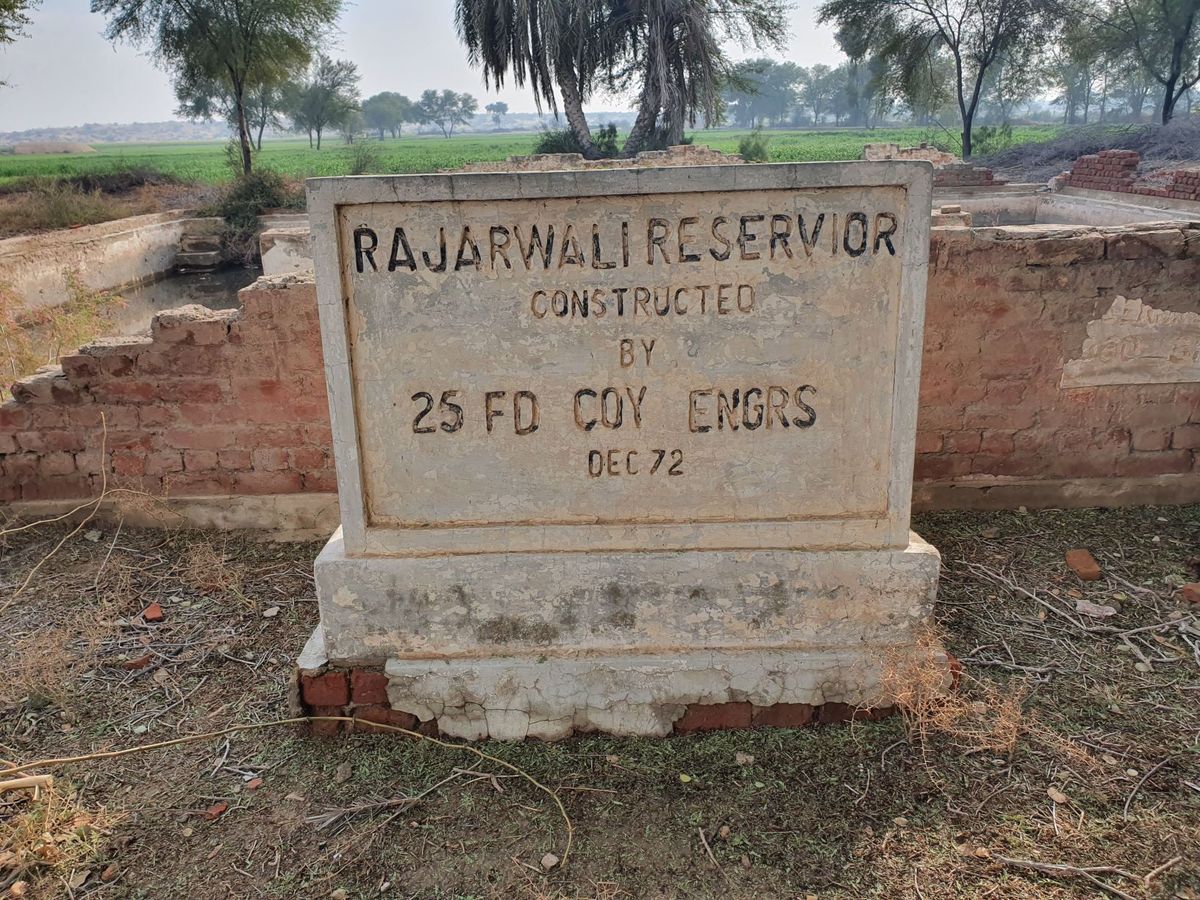 RAJARWALI RESERVIOR
CONSTRUCTED
BY
25 FD COY ENGRS
DEC 72